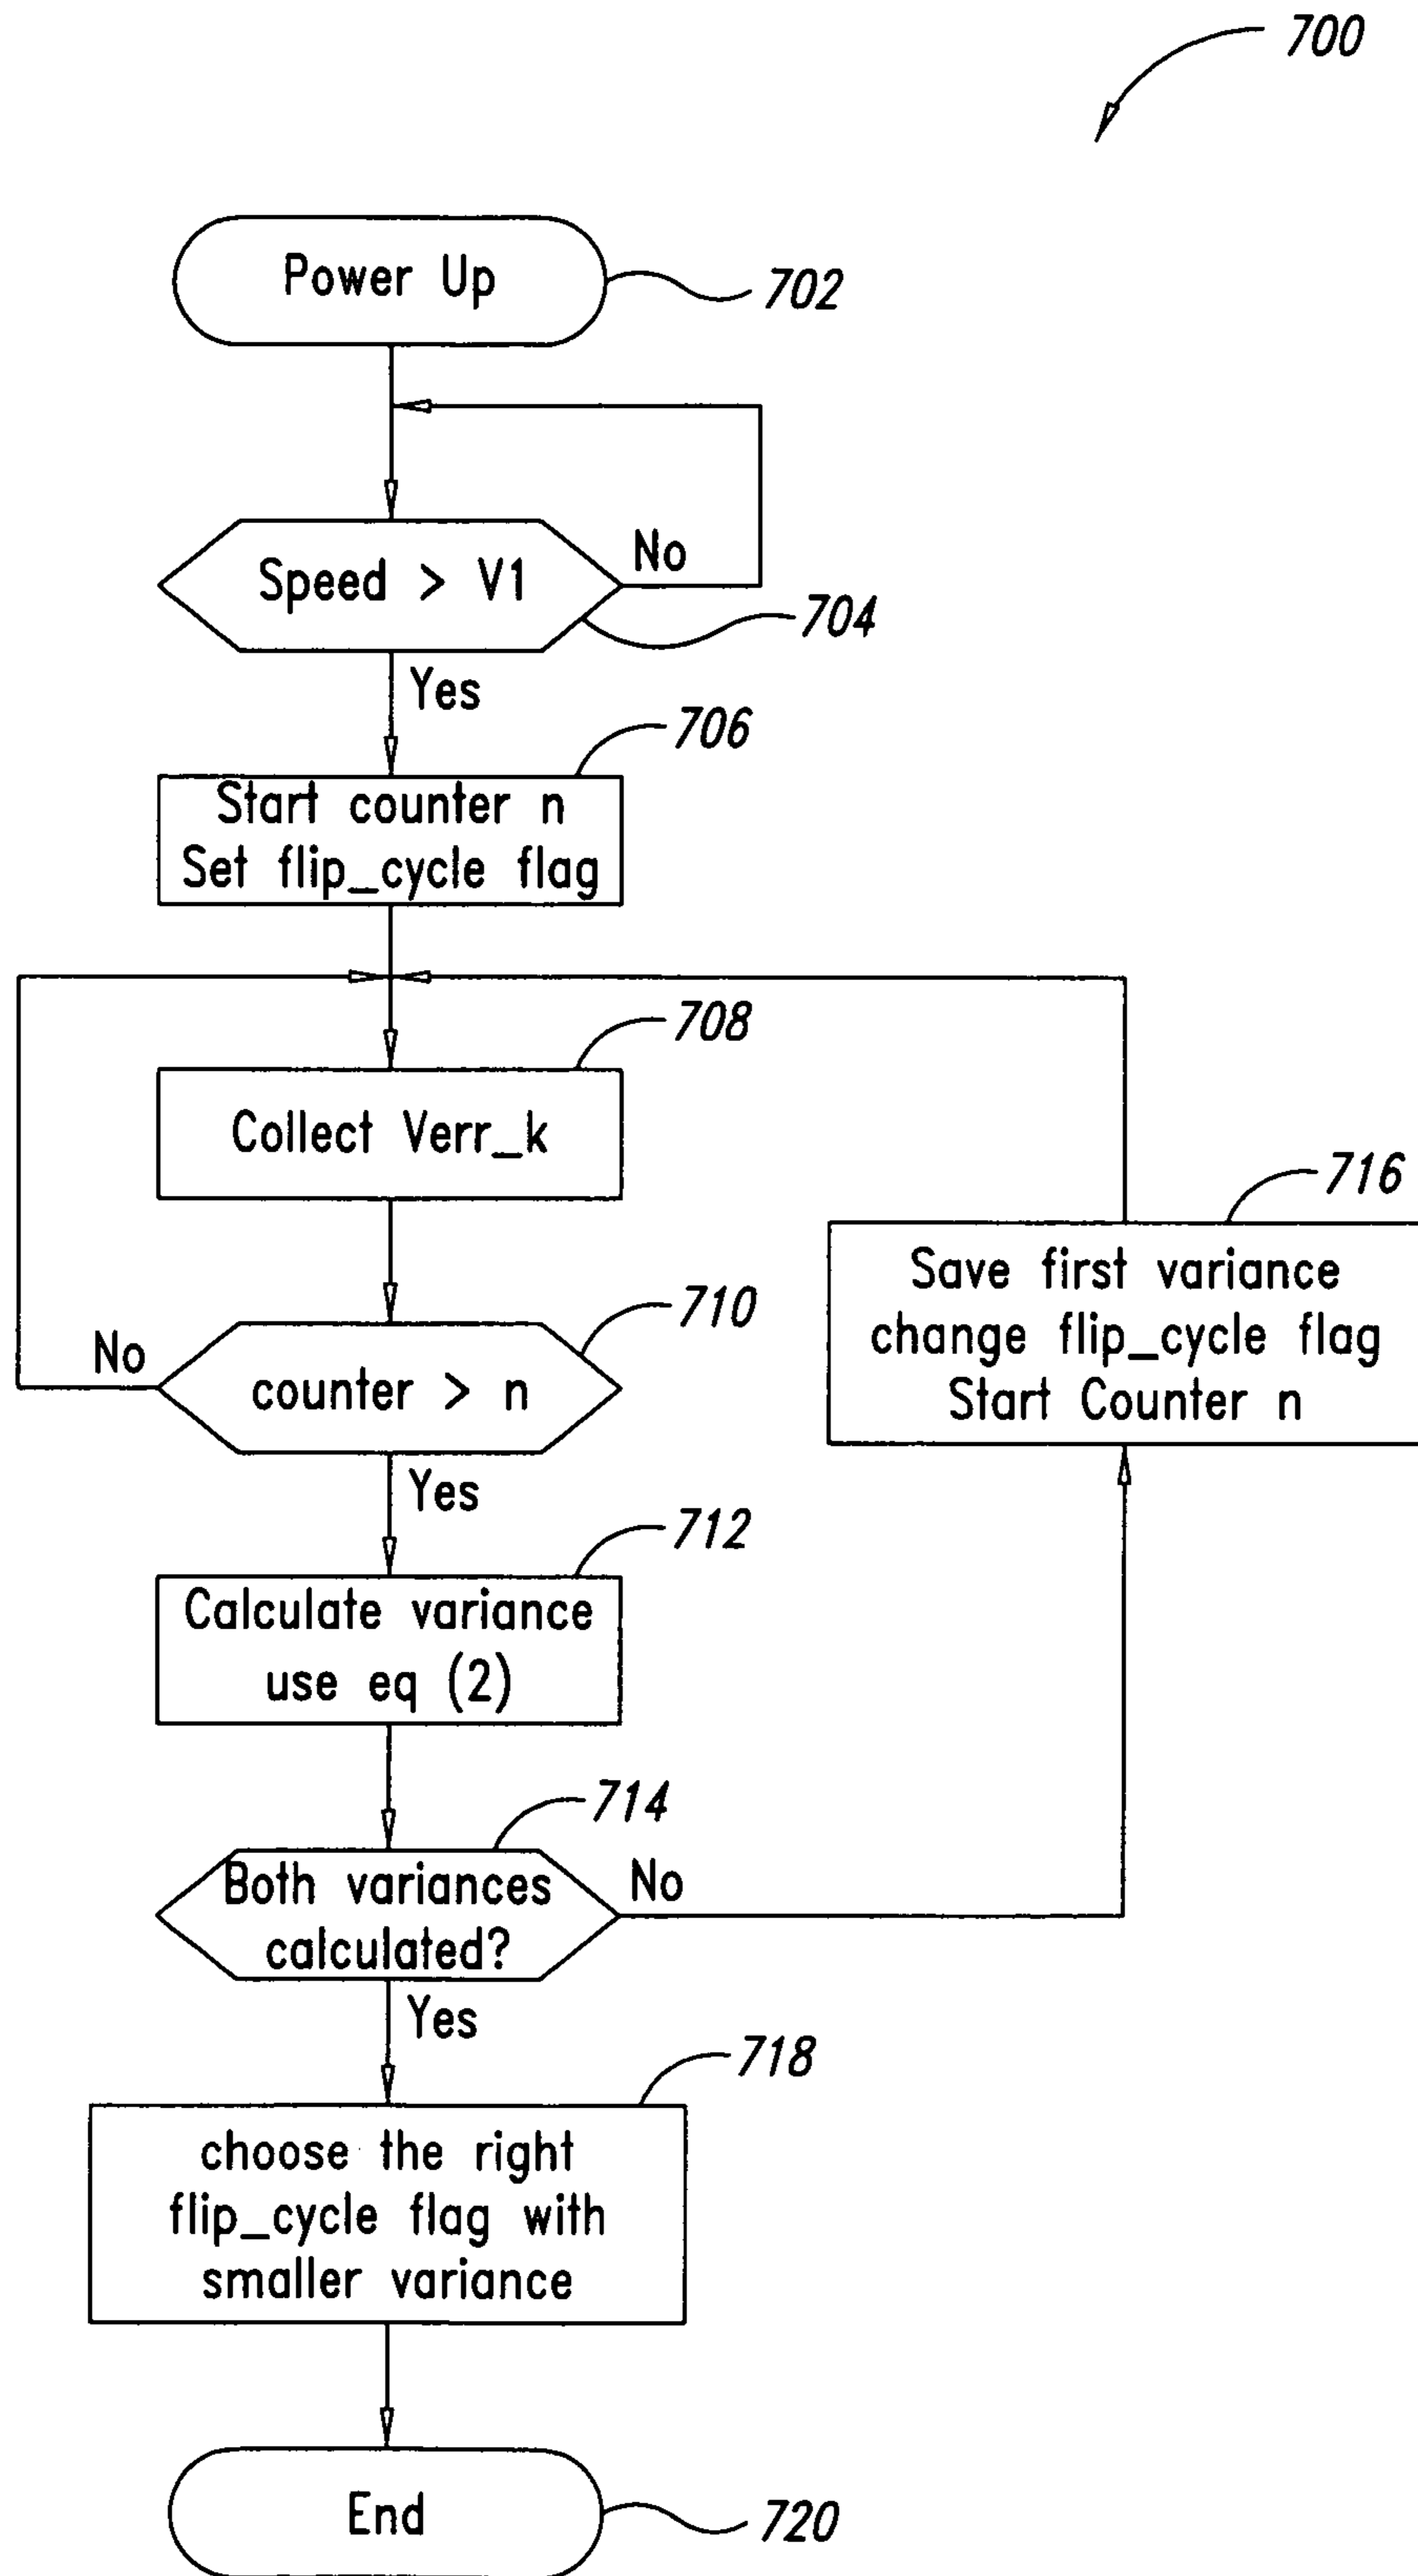 700
Power Up
702
Speed > V1
No
704
Yes
706
Start counter n
Set flip_cycle flag
708
Collect Verr_k
716
Save first variance
change flip_cycle flag
Start Counter n
710
No
counter > n
Yes
712
Calculate variance
use eq (2)
714
Both variances
calculated?
No
Yes
718
choose the right
flip_cycle flag with
smaller variance
End
720